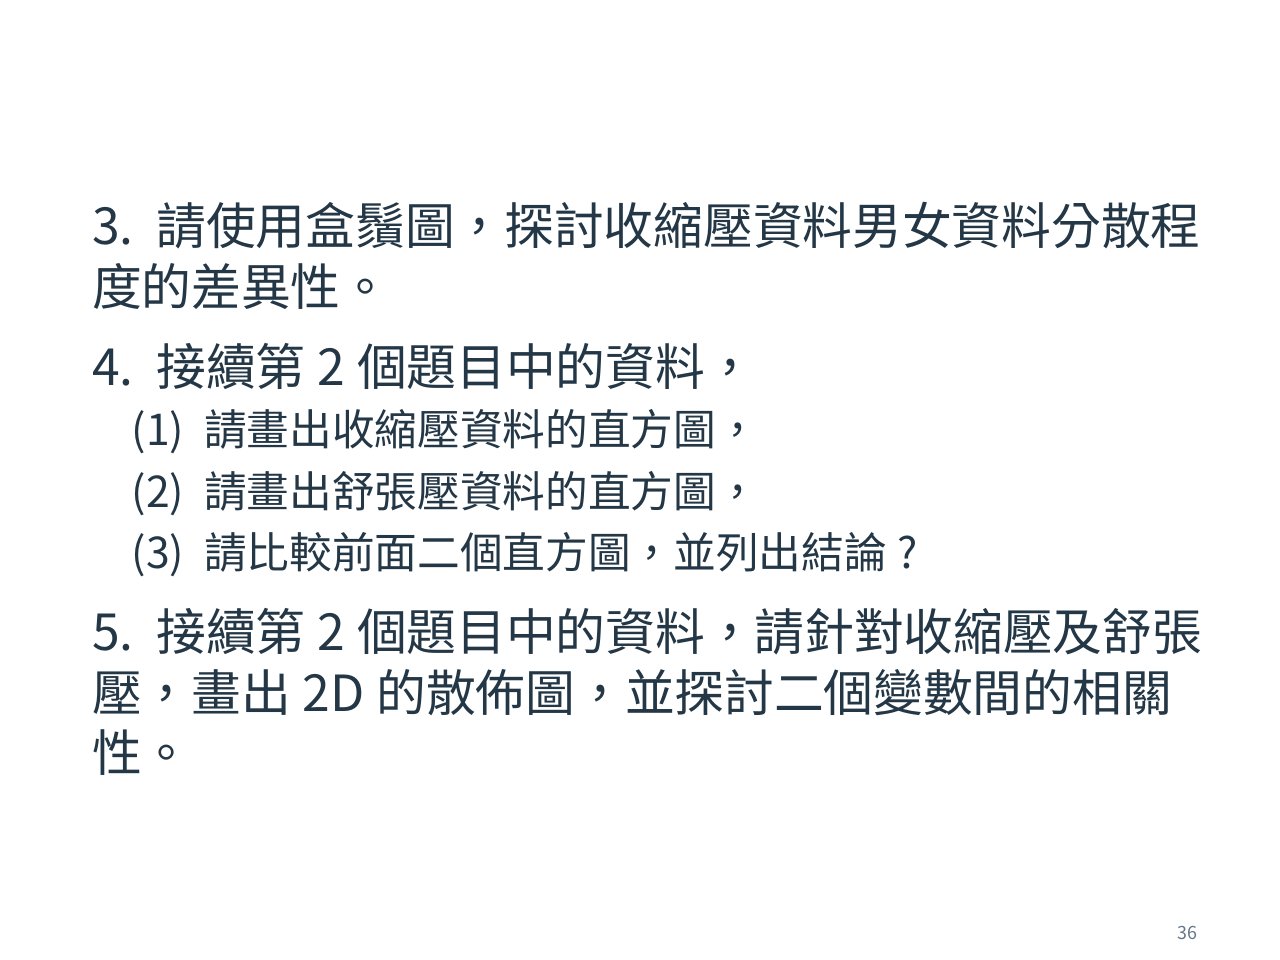 3. 請使用盒鬚圖，探討收縮壓資料男女資料分散程
度的差異性。
4. 接續第 2 個題目中的資料，
(1) 請畫出收縮壓資料的直方圖，
(2) 請畫出舒張壓資料的直方圖，
(3) 請比較前面二個直方圖，並列出結論？
5. 接續第 2 個題目中的資料，請針對收縮壓及舒張
壓，畫出 2D 的散佈圖，並探討二個變數間的相關
性。
36